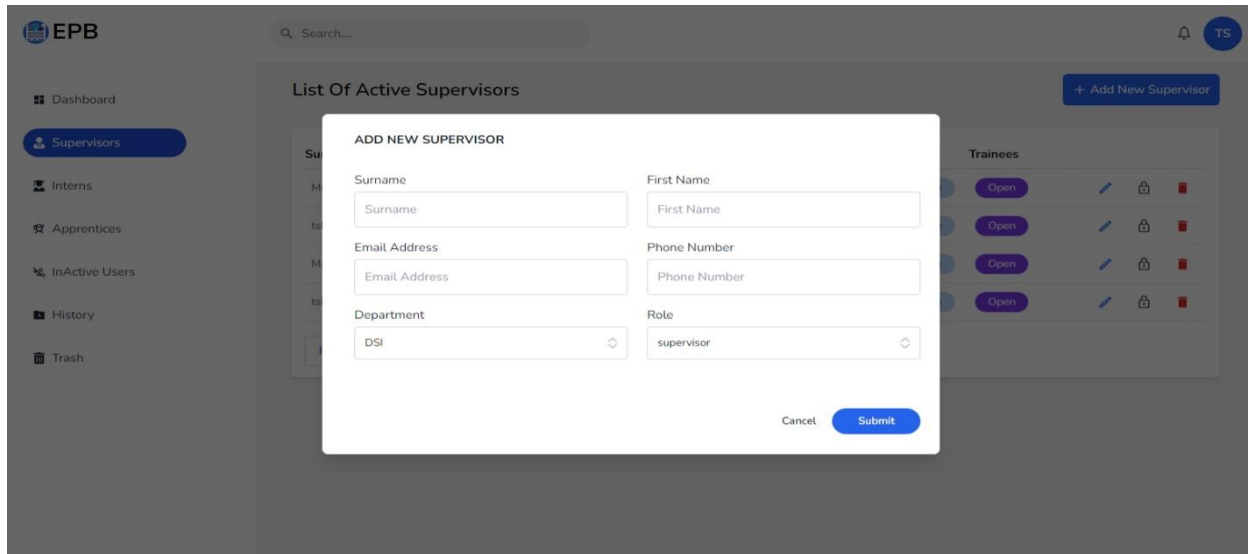 EPB
Search....
TS
Dashboard
Supervisors
Interns
Apprentices
InActive Users
History
Trash
List Of Active Supervisors
+ Add New Supervisor
Trainees
Open
Open
Open
Open
ADD NEW SUPERVISOR
Surname First Name
Surname First Name
Email Address Phone Number
Email Address Phone Number
Department Role
DSI supervisor
Cancel Submit